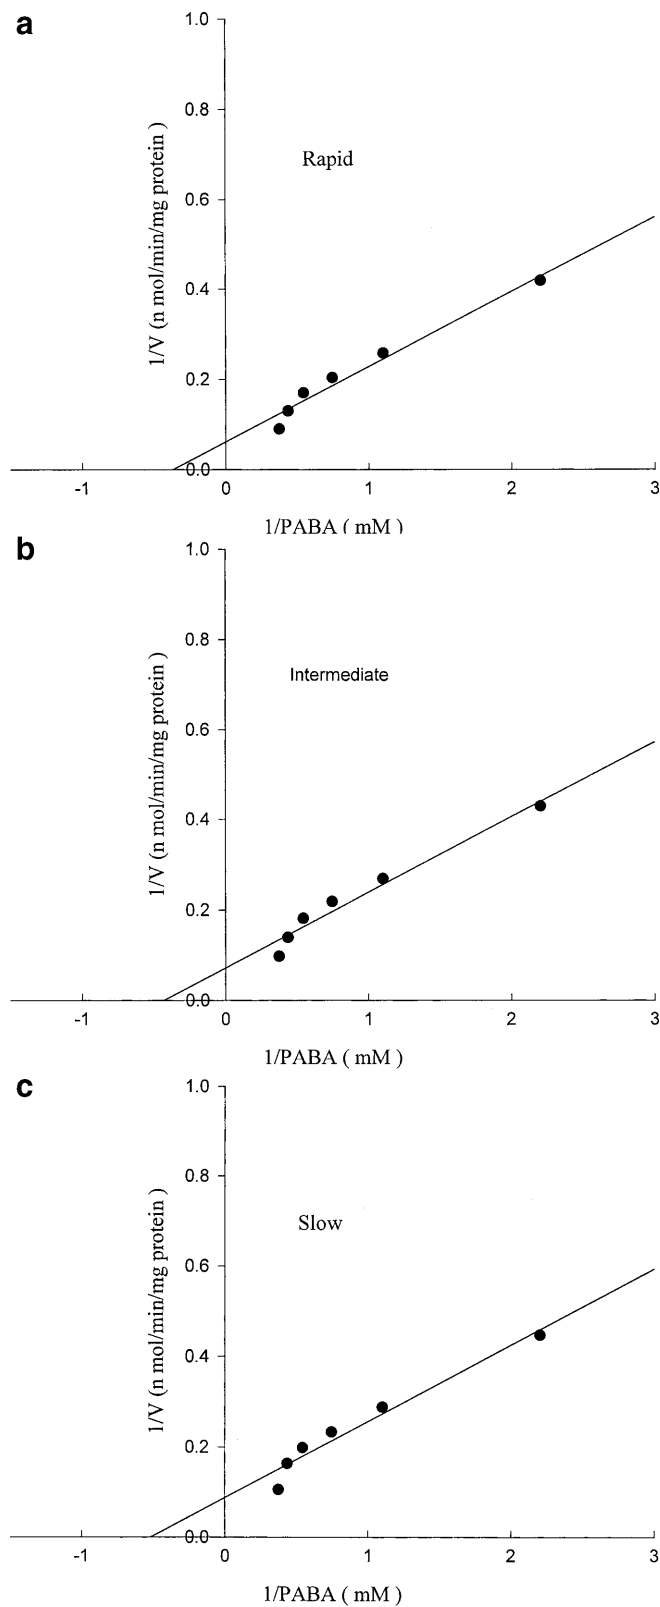 a
1.0
0.8
Rapid
0.6
1/V (n mol/min/mg protein )
0.4
0.2
0.0
-1 0 1 2 3
1/PABA ( mM )
b
1.0
0.8
Intermediate
0.6
1/V (n mol/min/mg protein )
0.4
0.2
0.0
-1 0 1 2 3
1/PABA ( mM )
c
1.0
0.8
Slow
0.6
1/V (n mol/min/mg protein )
0.4
0.2
0.0
-1 0 1 2 3
1/PABA ( mM )